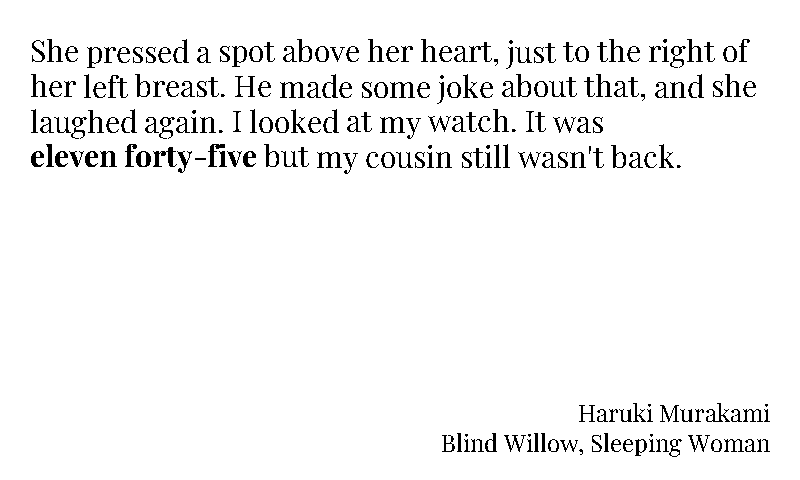 She pressed a spot above her heart, just to the right of
her left breast. He made some joke about that, and she
laughed again. I looked at my watch. It was
eleven forty-five but my cousin still wasn't back.
Haruki Murakami
Blind Willow, Sleeping Woman